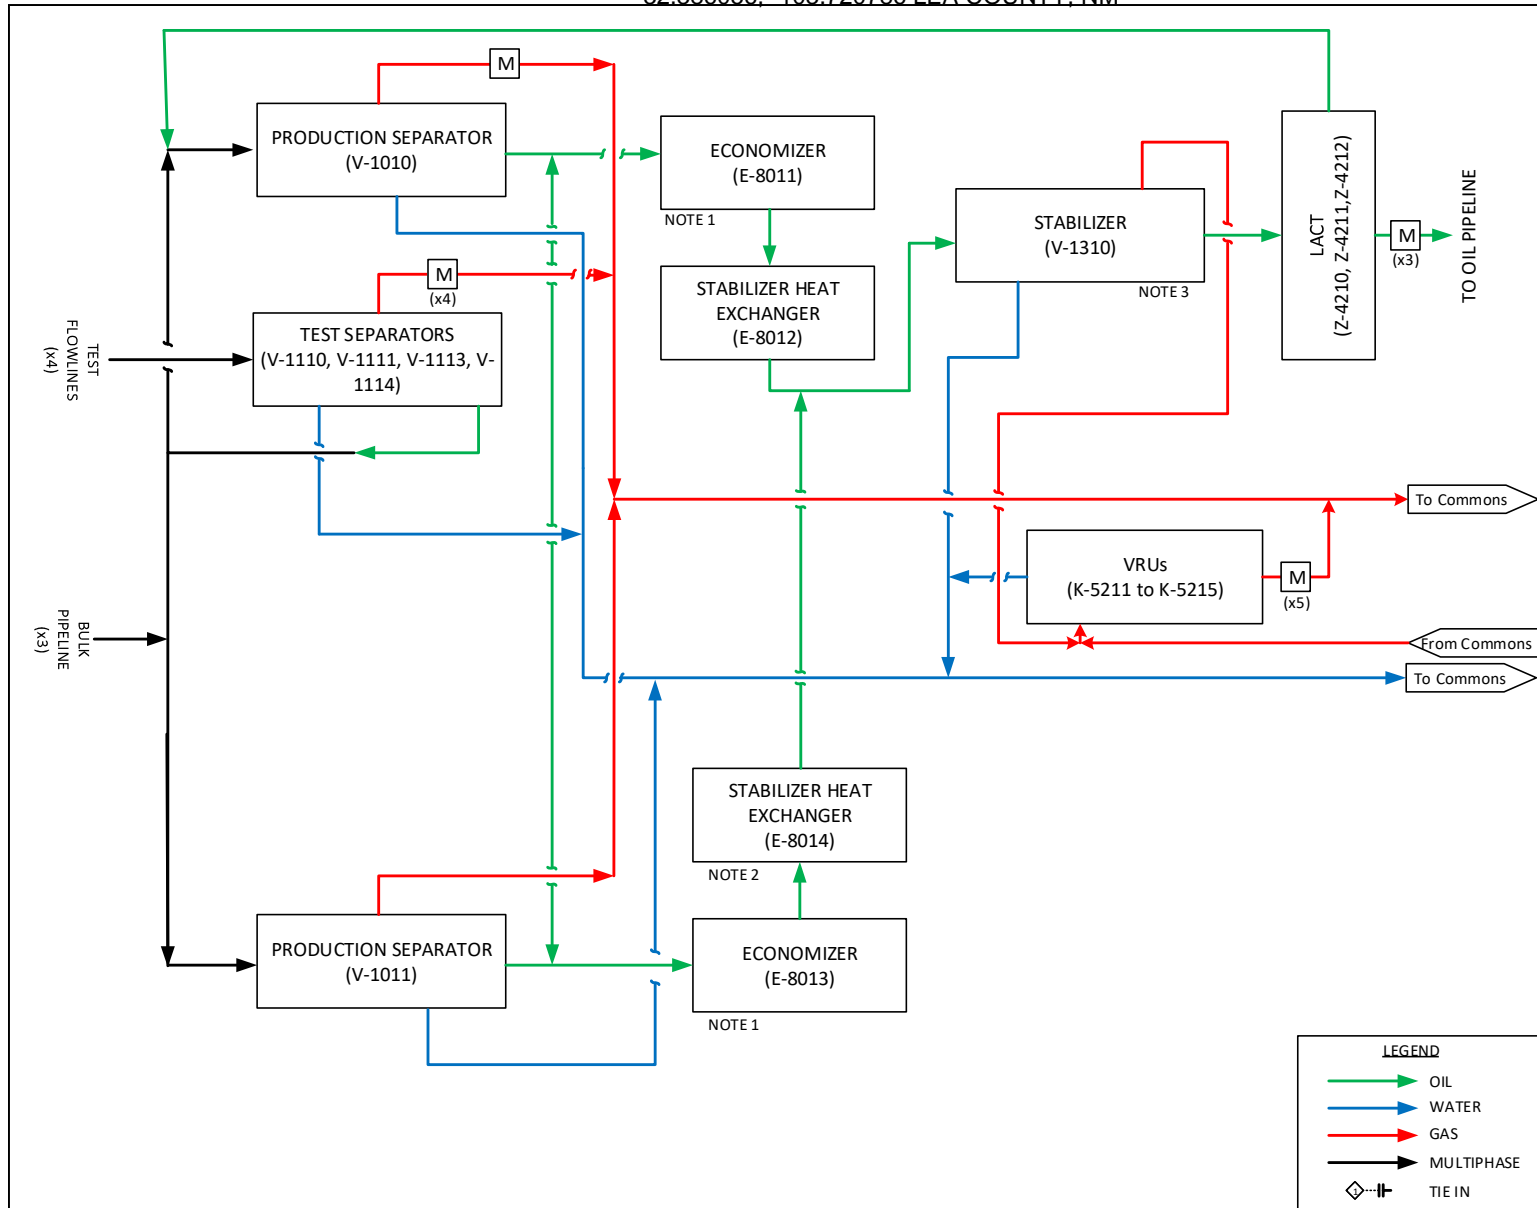 PRODUCTION SEPARATOR
(V-1010)
M
ECONOMIZER
(E-8011)
NOTE 1
STABILIZER HEAT
EXCHANGER
(E-8012)
STABILIZER
(V-1310)
NOTE 3
LACT
(Z-4210, Z-4211,Z-4212)
M
(x3)
TO OIL PIPELINE
M
(x4)
TEST SEPARATORS
(V-1110, V-1111, V-1113, V-
1114)
TEST
FLOWLINES
(x4)
To Commons
VRUs
(K-5211 to K-5215)
M
(x5)
From Commons
To Commons
BULK
PIPELINE
(x3)
STABILIZER HEAT
EXCHANGER
(E-8014)
NOTE 2
PRODUCTION SEPARATOR
(V-1011)
ECONOMIZER
(E-8013)
NOTE 1
LEGEND
OIL
WATER
GAS
MULTIPHASE
1
TIE IN